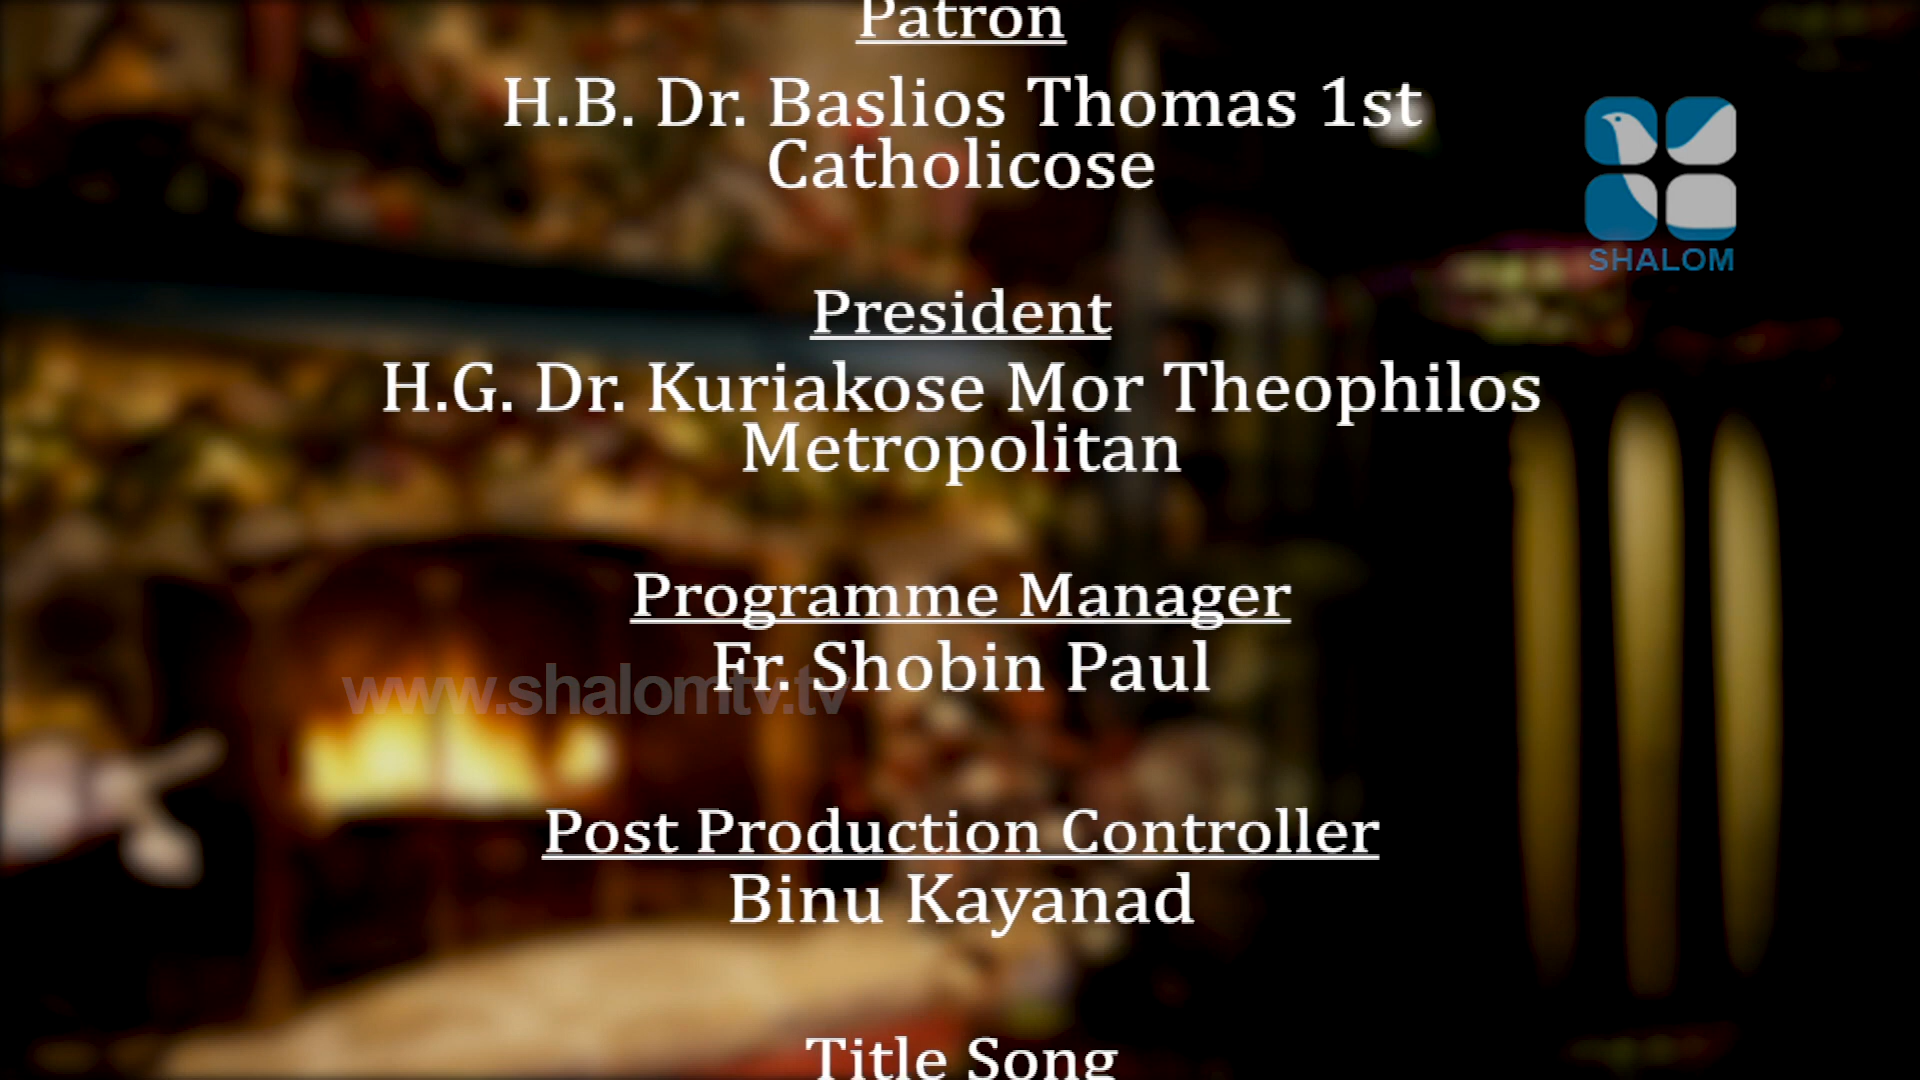 Patron
H.B. Dr. Baslios Thomas 1st
Catholicose
SHALOM
President
H.G. Dr. Kuriakose Mor Theophilos
Metropolitan
Programme Manager
Fr. Shobin Paul
www.shalomtv.tv
Post Production Controller
Binu Kayanad
Title Song